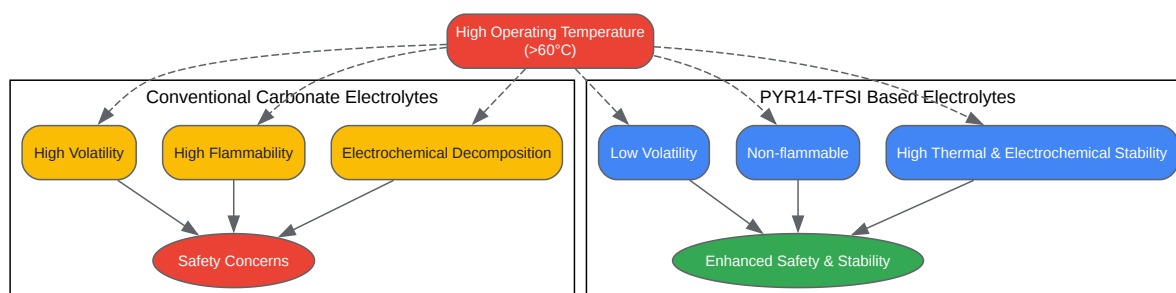 High Operating Temperature
(>60°C)
Conventional Carbonate Electrolytes
PYR14-TFSI Based Electrolytes
High Volatility
High Flammability
Electrochemical Decomposition
Low Volatility
Non-flammable
High Thermal & Electrochemical Stability
Safety Concerns
Enhanced Safety & Stability